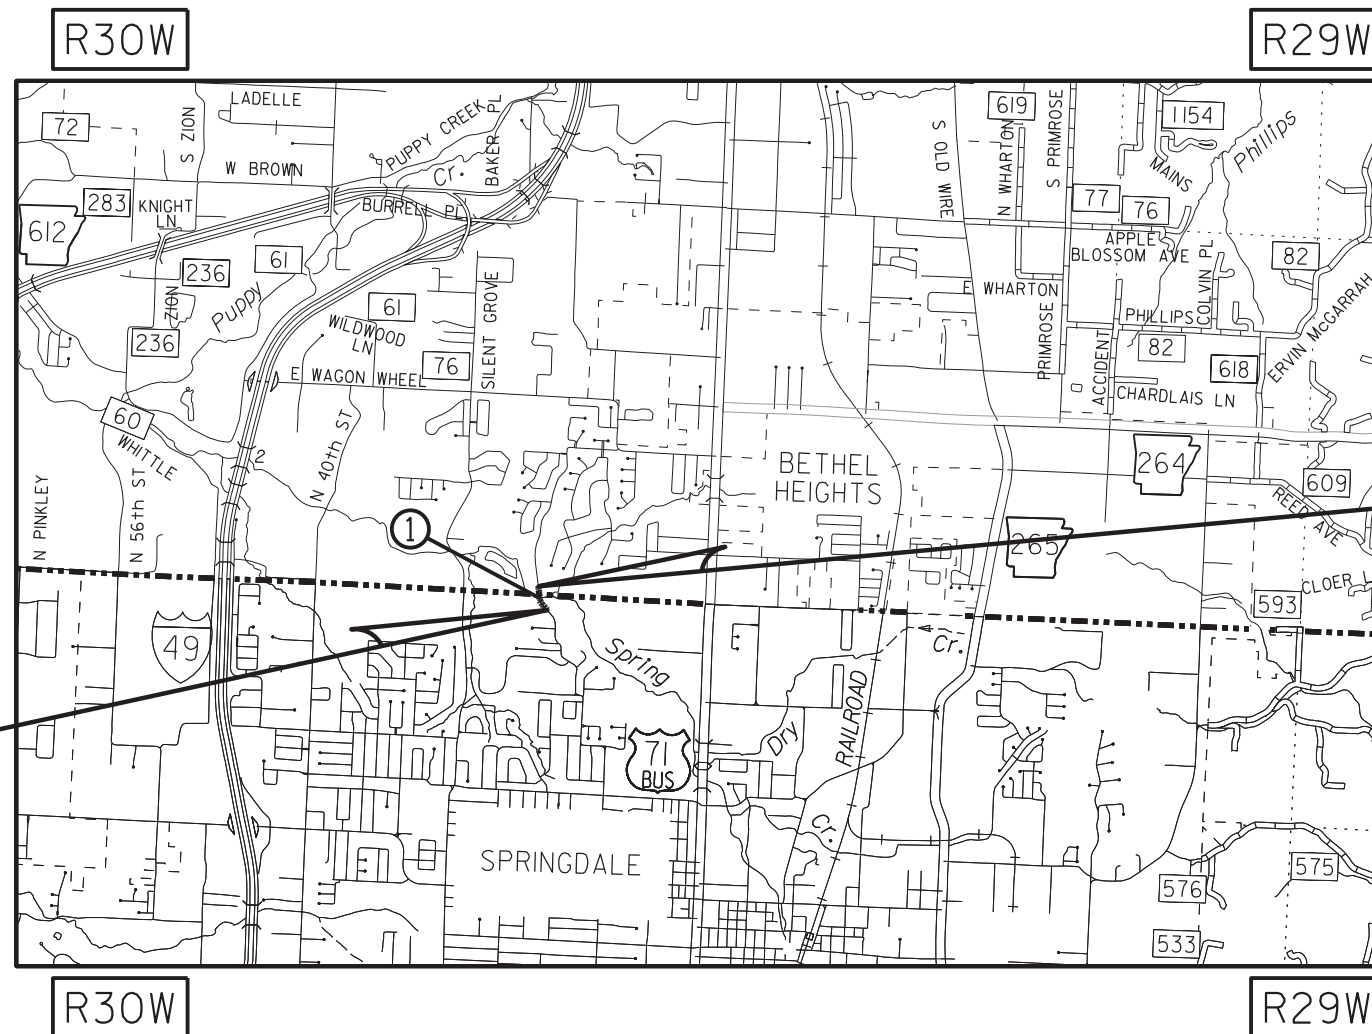 R30W
R29W
LADELLE
72
S ZION
PUPPY CREEK
BAKER PL
Cr.
W BROWN
283
KNIGHT
LN
BURRELL PL
612
61
236
ZION
Puppy
236
61
WILDWOOD
LN
76
E WAGON WHEEL
SILENT GROVE
60
WHITTLE
2
N PINKLEY
N 56th ST
N 40th ST
1
619
S OLD WIRE
N WHARTON
S PRIMROSE
1154
Phillips
MAINS
77
76
APPLE
BLOSSOM AVE
82
E WHARTON
PRIMROSE
ACCIDENT
PHILLIPS
COLVIN PL
82
618
ERVIN McGARRAH
CHARDLAIS LN
BETHEL
HEIGHTS
264
609
REED AVE
265
CLOER L
593
49
Spring
Cr.
RAILROAD
Dry
71
BUS
Cr.
SPRINGDALE
575
576
533
R30W
R29W